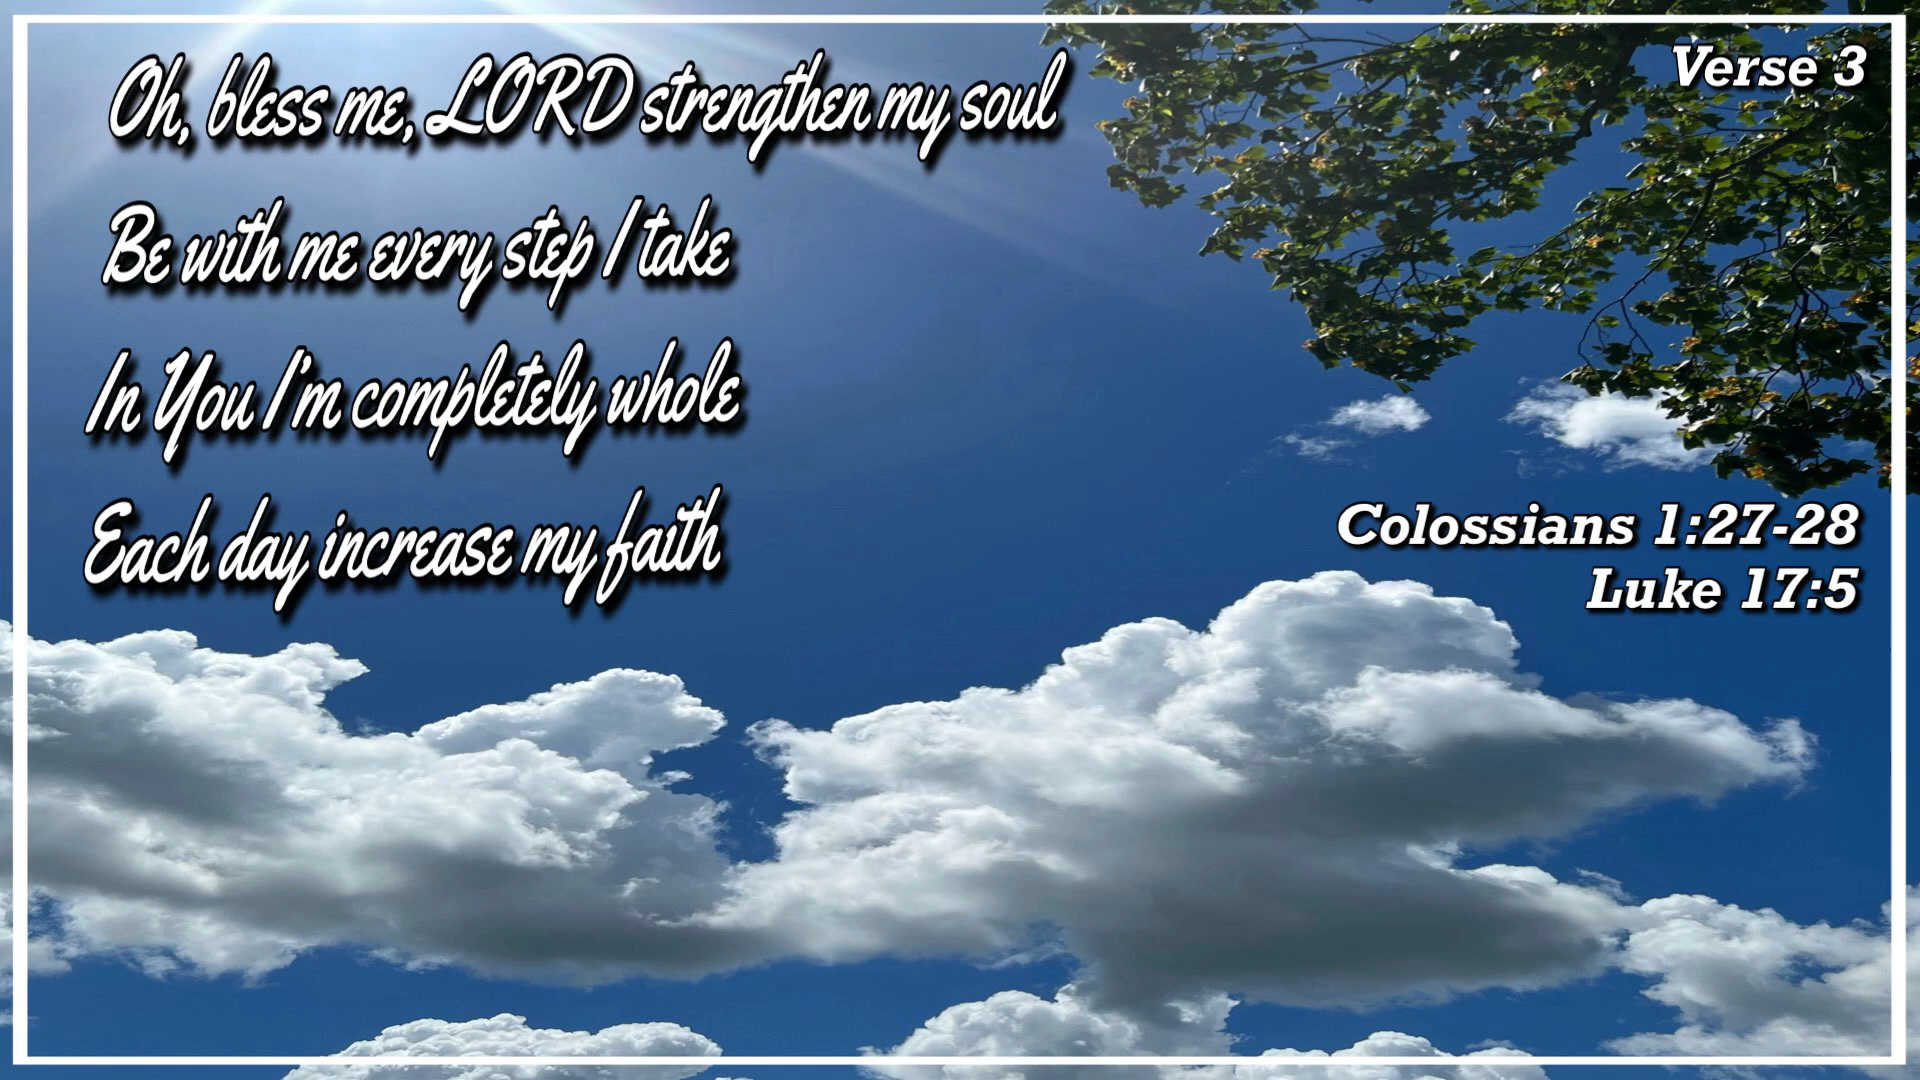 Verse 3
Oh, bless me, LORD strengthen my soul
Be with me every step I take
In You I'm completely whole
Each day increase my faith
Colossians 1:27-28
Luke 17:5